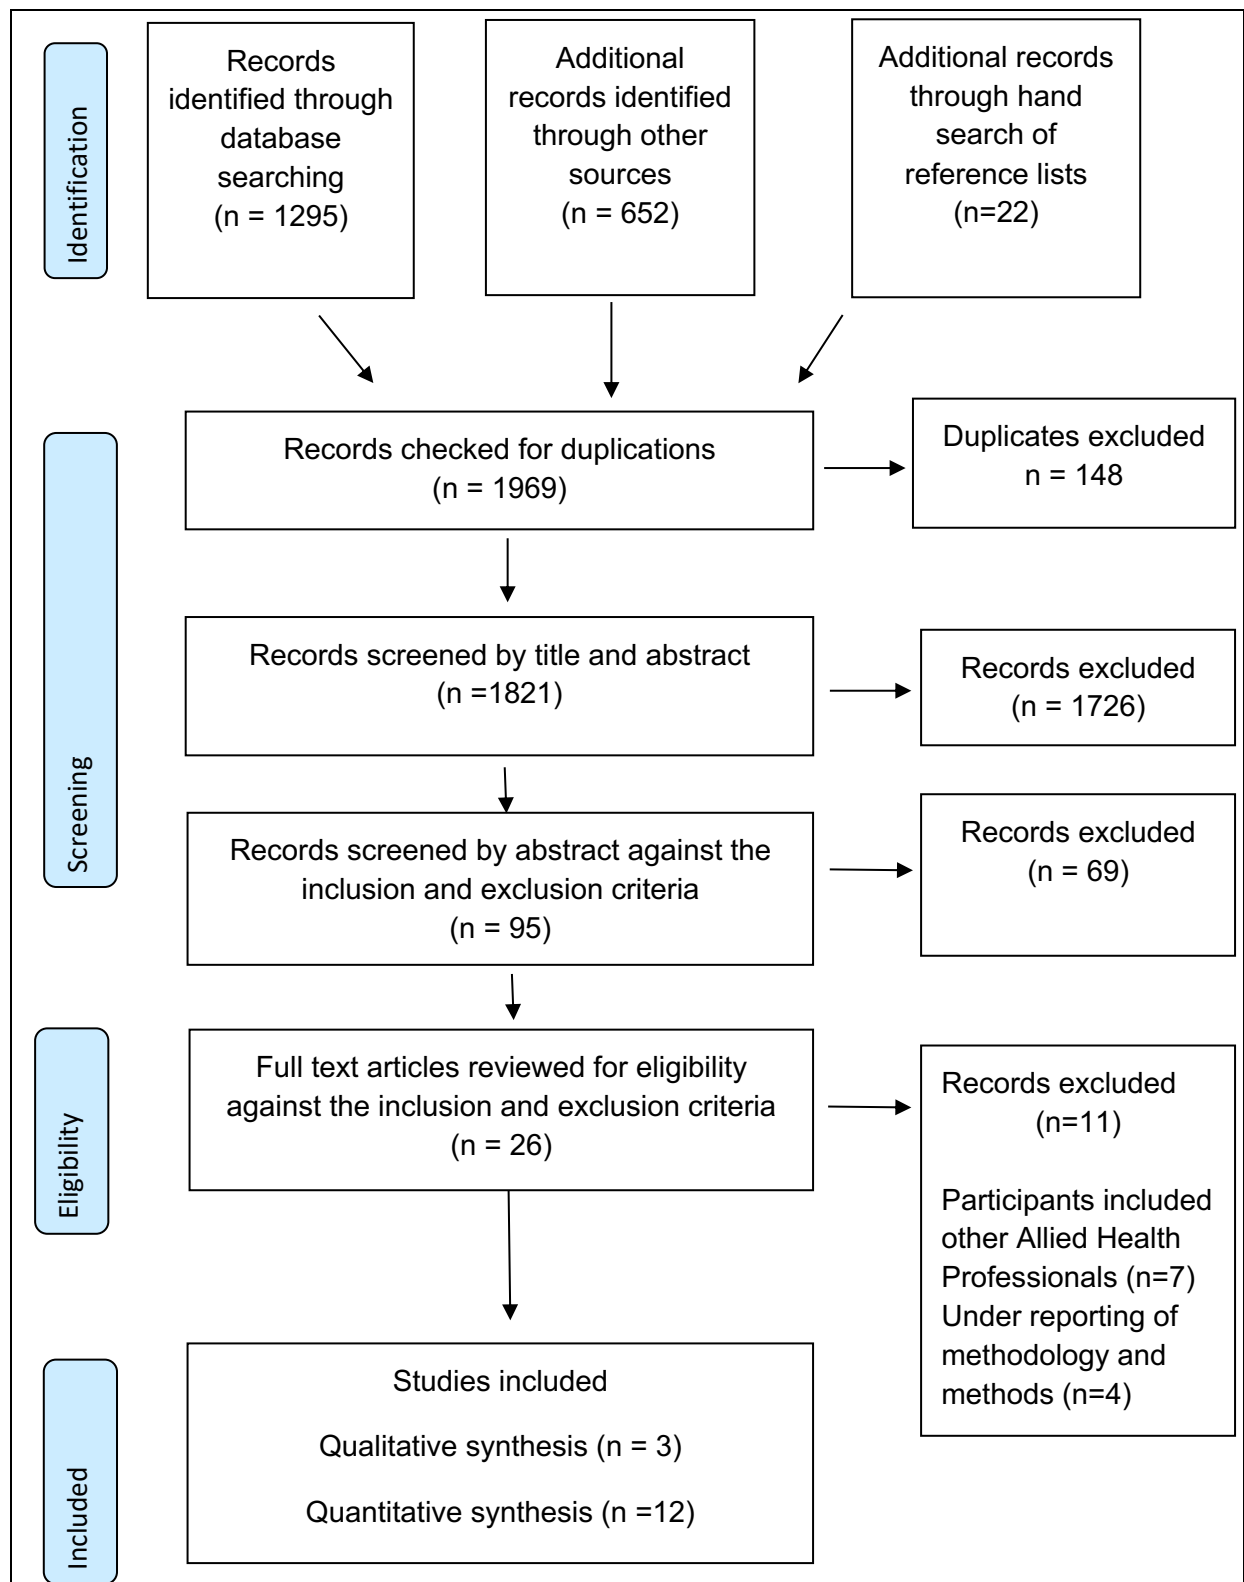 Identification
Records
identified through
database
searching
(n = 1295)
Additional
records identified
through other
sources
(n = 652)
Additional records
through hand
search of
reference lists
(n=22)
Screening
Records checked for duplications
(n = 1969)
Duplicates excluded
n = 148
Records screened by title and abstract
(n =1821)
Records excluded
(n = 1726)
Records screened by abstract against the
inclusion and exclusion criteria
(n = 95)
Records excluded
(n = 69)
Eligibility
Full text articles reviewed for eligibility
against the inclusion and exclusion criteria
(n = 26)
Records excluded
(n=11)
Participants included
other Allied Health
Professionals (n=7)
Under reporting of
methodology and
methods (n=4)
Included
Studies included
Qualitative synthesis (n = 3)
Quantitative synthesis (n =12)